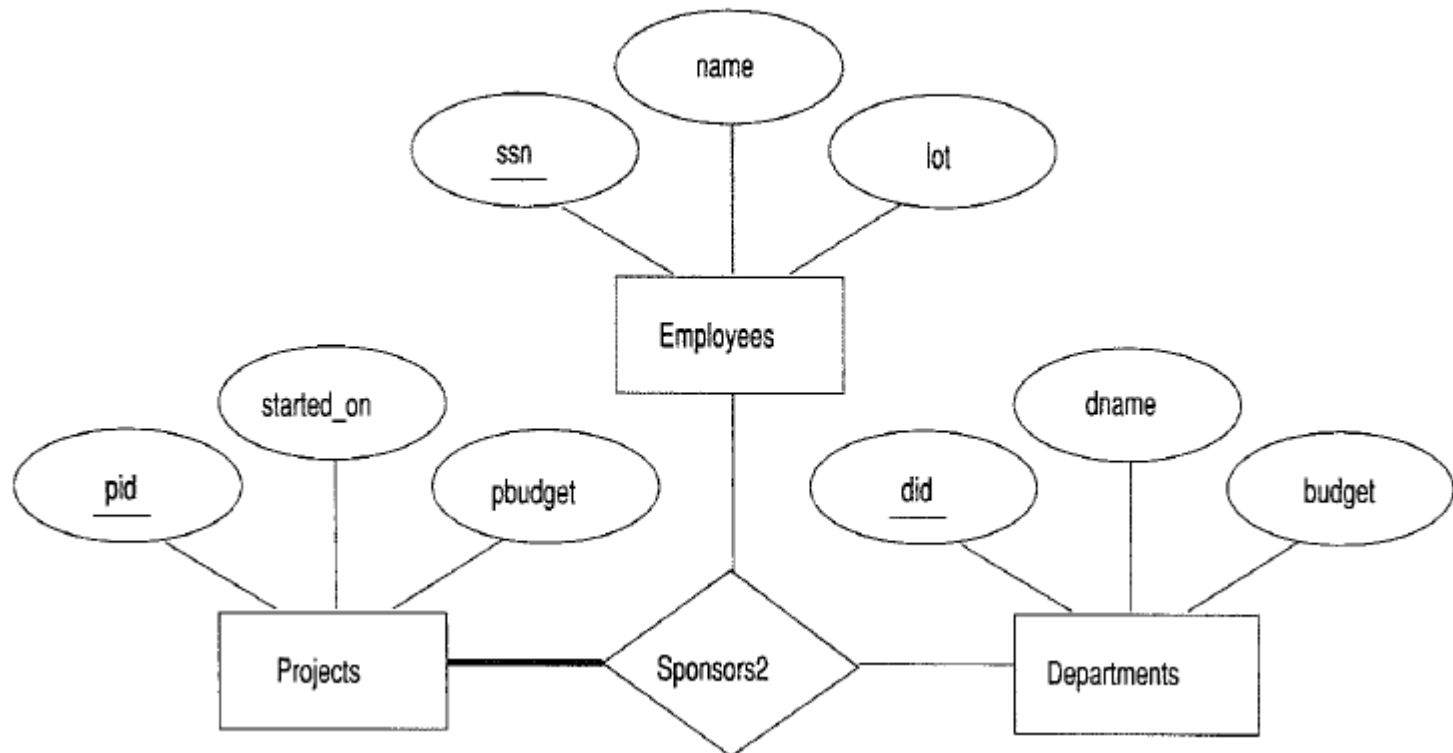 name
ssn
lot
Employees
started_on
dname
pid
pbudget
did
budget
Projects
Sponsors2
Departments